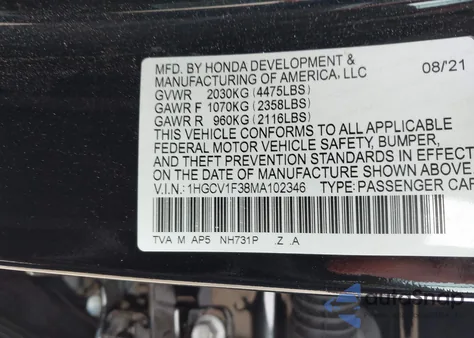 MFD. BY HONDA DEVELOPMENT & 08/21
MANUFACTURING OF AMERICA, LLC
GVWR 2030KG (4475LBS)
GAWR F 1070KG (2358LBS)
GAWR R 960KG (2116LBS)
THIS VEHICLE CONFORMS TO ALL APPLICABLE
FEDERAL MOTOR VEHICLE SAFETY, BUMPER,
AND THEFT PREVENTION STANDARDS IN EFFECT
ON THE DATE OF MANUFACTURE SHOWN ABOVE.
V.I.N.: 1HGCV1F38MA102346 TYPE: PASSENGER CAR
TVA M AP5 NH731P .Z .A
autoShop